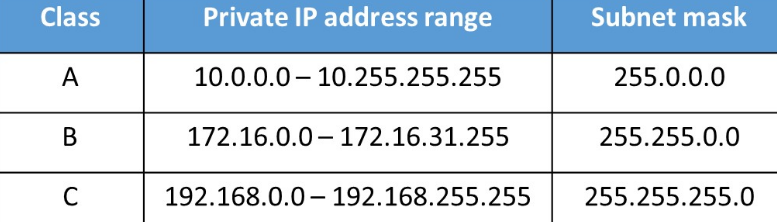 Class Private IP address range Subnet mask
A 10.0.0.0 – 10.255.255.255 255.0.0.0
B 172.16.0.0 – 172.16.31.255 255.255.0.0
C 192.168.0.0 – 192.168.255.255 255.255.255.0